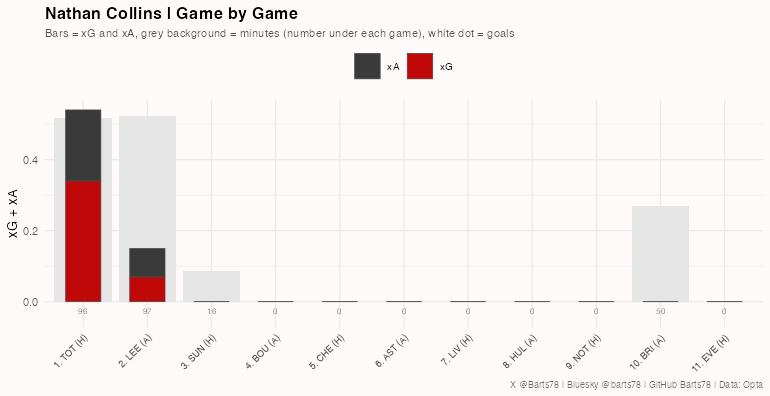 Nathan Collins | Game by Game
Bars = xG and xA, grey background = minutes (number under each game), white dot = goals
xA xG
xG + xA
0.4
0.2
0.0
96 97 16 0 0 0 0 0 0 50 0
1. TOT (H) 2. LEE (A) 3. SUN (H) 4. BOU (A) 5. CHE (H) 6. AST (A) 7. LIV (H) 8. HUL (A) 9. NOT (H) 10. BRI (A) 11. EVE (H)
X @Barts78 | Bluesky @barts78 | GitHub Barts78 | Data: Opta